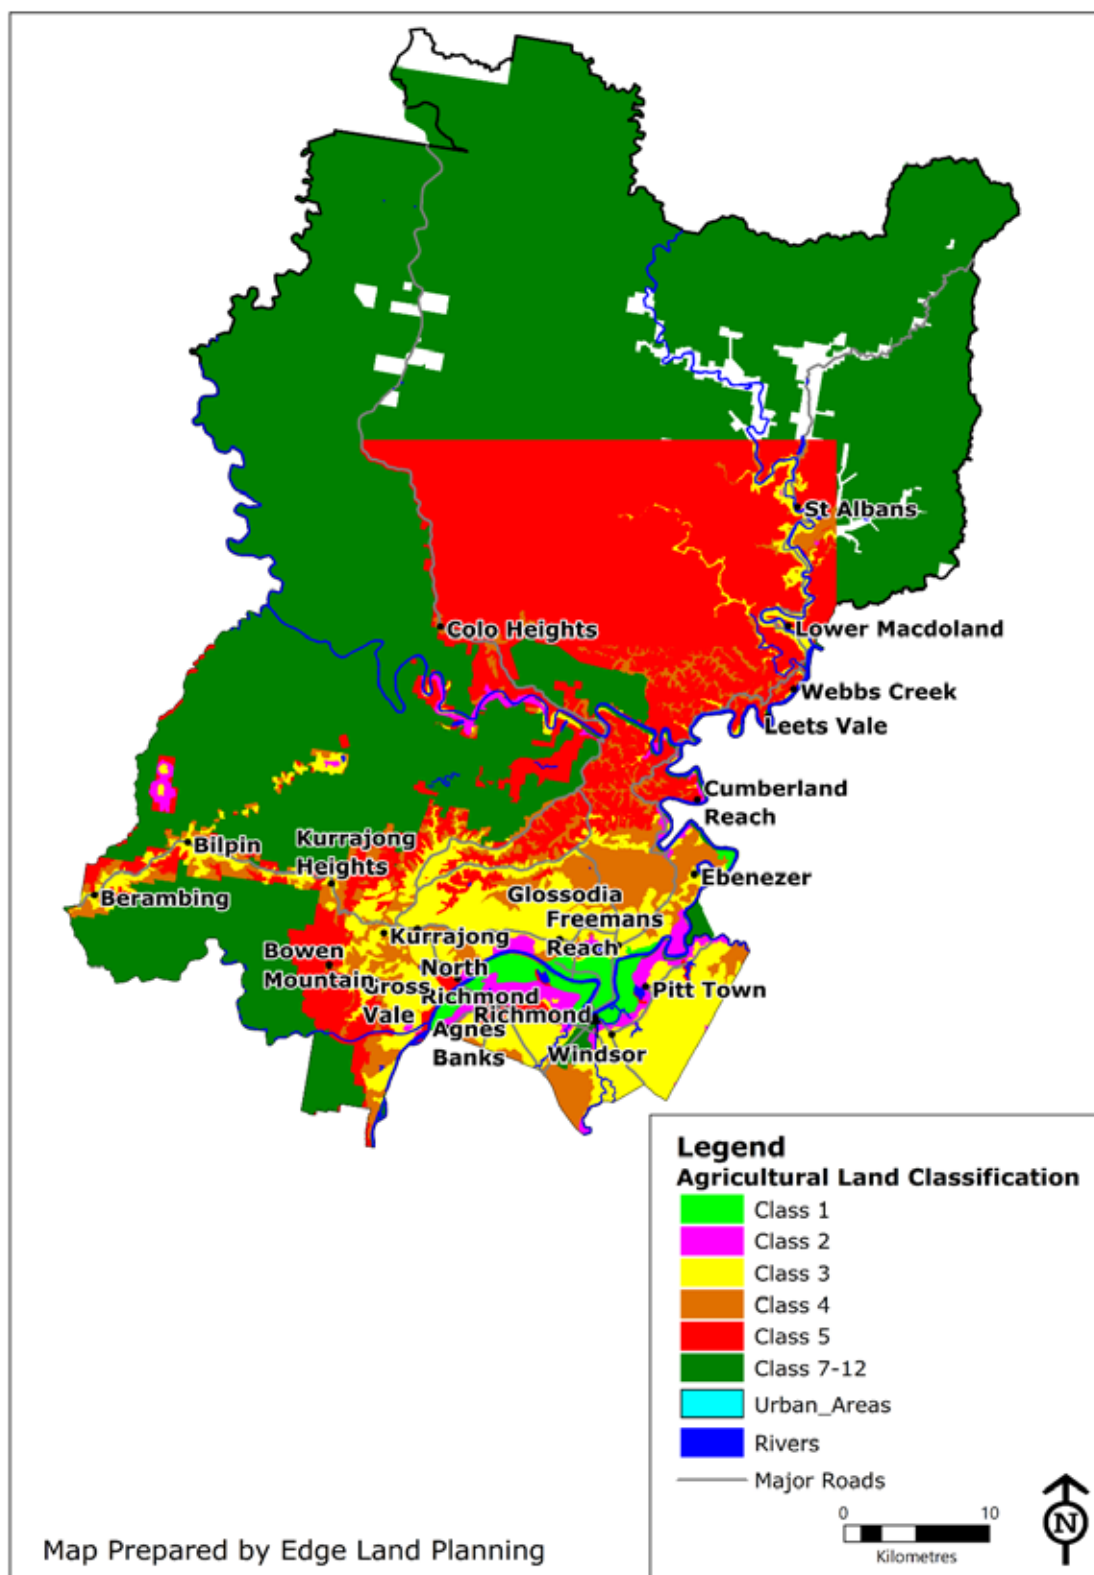 St Albans
Colo Heights
Lower Macdoland
Webbs Creek
Leets Vale
Cumberland
Reach
Kurrajong
Heights
Bilpin
Berambing
Glossodia
Ebenezer
Freemans
Reach
Kurrajong
Bowen
Mountain
North
Richmond
Gross
Vale
Richmond
Pitt Town
Agnes
Banks
Windsor
Legend
Agricultural Land Classification
Class 1
Class 2
Class 3
Class 4
Class 5
Class 7-12
Urban_Areas
Rivers
Major Roads
0 10
Kilometres
N
Map Prepared by Edge Land Planning